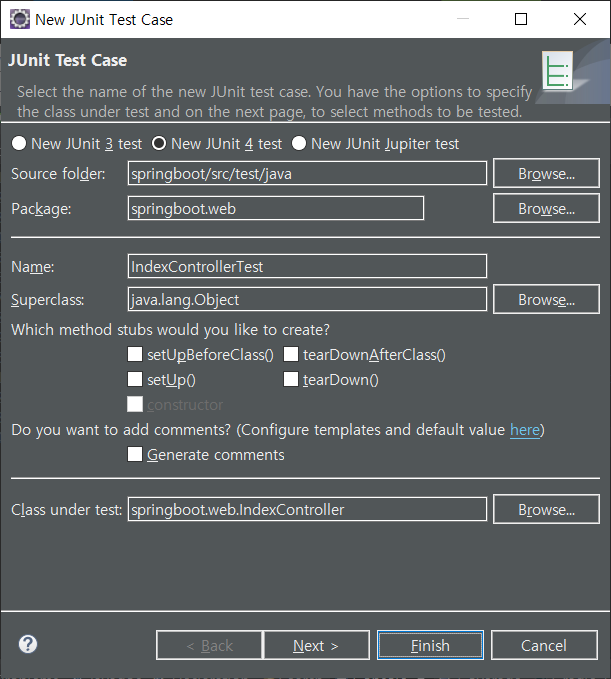 New JUnit Test Case
JUnit Test Case
Select the name of the new JUnit test case. You have the options to specify
the class under test and on the next page, to select methods to be tested.
New JUnit 3 test New JUnit 4 test New JUnit Jupiter test
Source folder: springboot/src/test/java Browse...
Package: springboot.web Browse...
Name: IndexControllerTest
Superclass: java.lang.Object Browse...
Which method stubs would you like to create?
setUpBeforeClass() tearDownAfterClass()
setUp() tearDown()
constructor
Do you want to add comments? (Configure templates and default value here)
Generate comments
Class under test: springboot.web.IndexController Browse...
? < Back Next > Finish Cancel